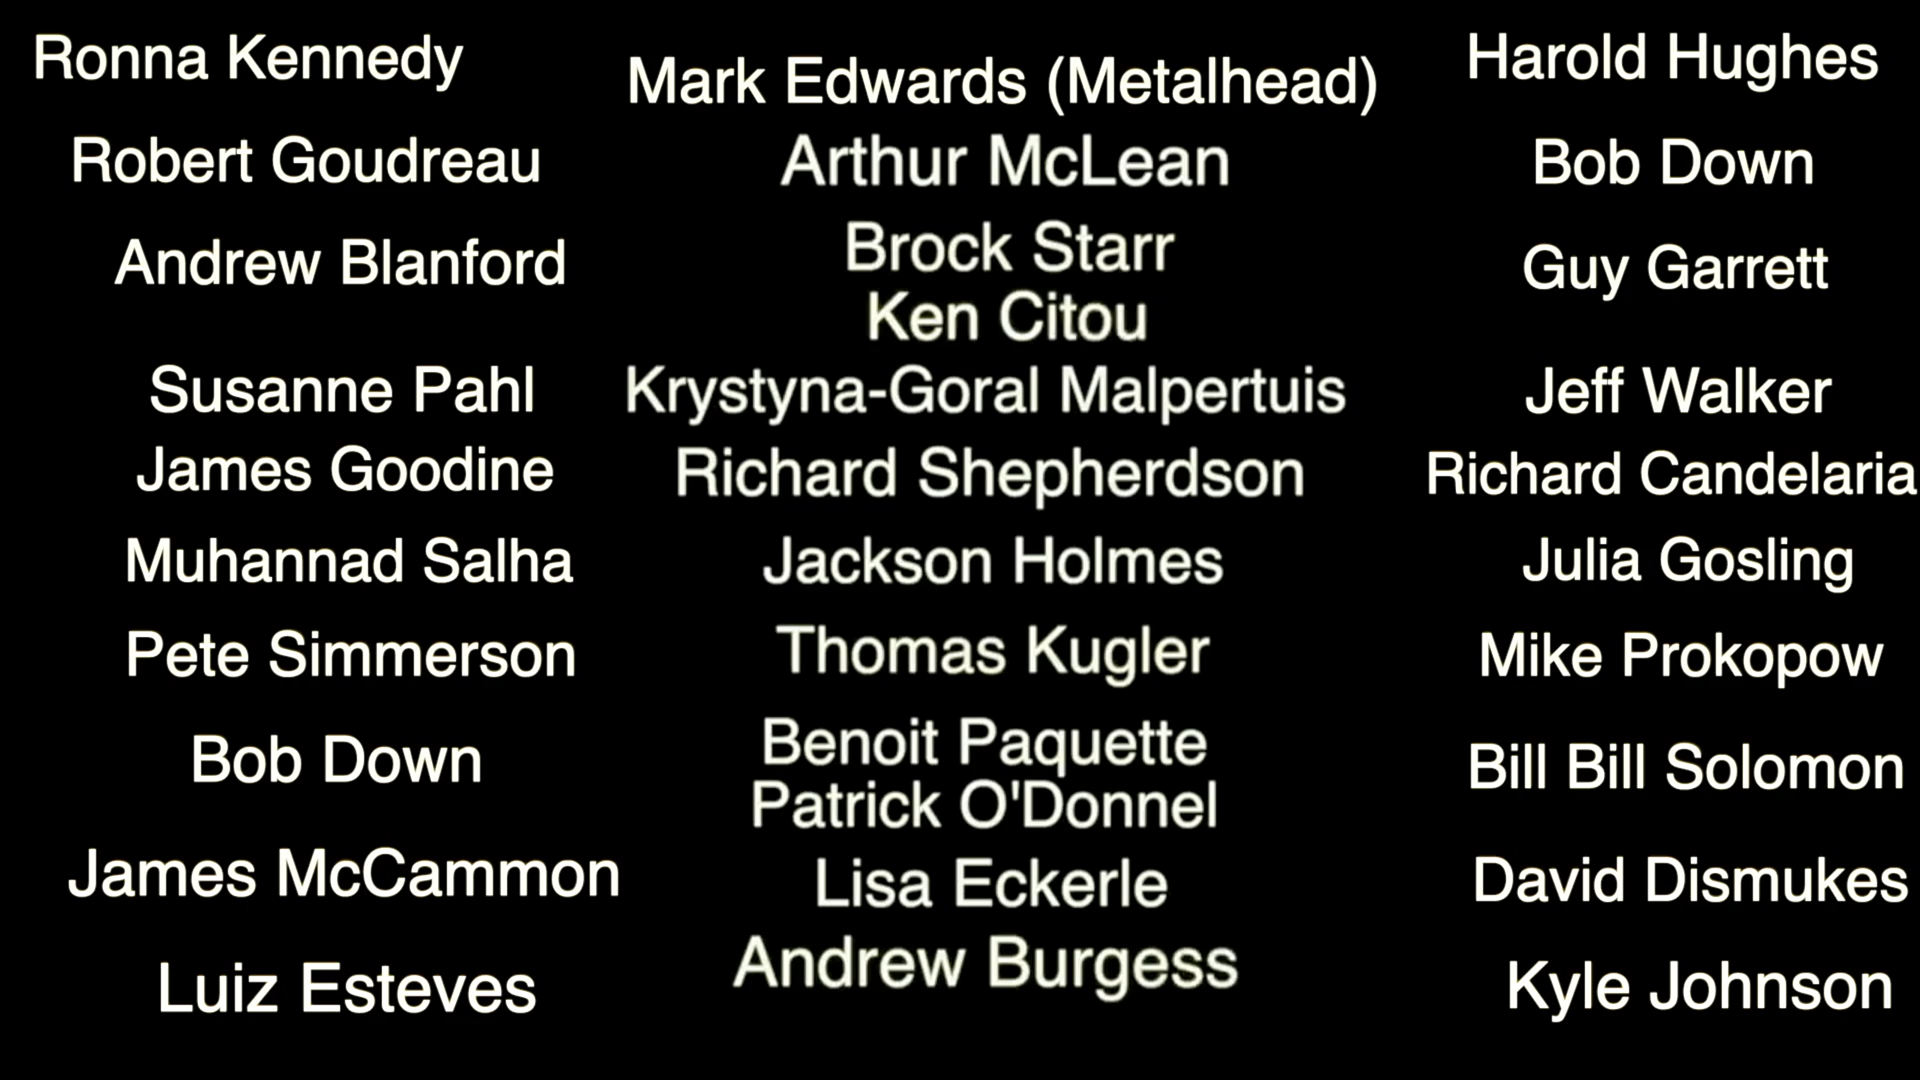 Ronna Kennedy
Robert Goudreau
Andrew Blanford
Susanne Pahl
James Goodine
Muhannad Salha
Pete Simmerson
Bob Down
James McCammon
Luiz Esteves
Mark Edwards (Metalhead)
Arthur McLean
Brock Starr
Ken Citou
Krystyna-Goral Malpertuis
Richard Shepherdson
Jackson Holmes
Thomas Kugler
Benoit Paquette
Patrick O'Donnel
Lisa Eckerle
Andrew Burgess
Harold Hughes
Bob Down
Guy Garrett
Jeff Walker
Richard Candelaria
Julia Gosling
Mike Prokopow
Bill Bill Solomon
David Dismukes
Kyle Johnson